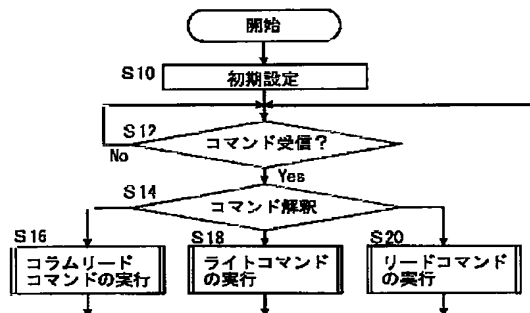 開始
S10
初期設定
S12
コマンド受信?
No
Yes
S14
コマンド解釈
S16
コラムリード
コマンドの実行
S18
ライトコマンド
の実行
S20
リードコマンド
の実行